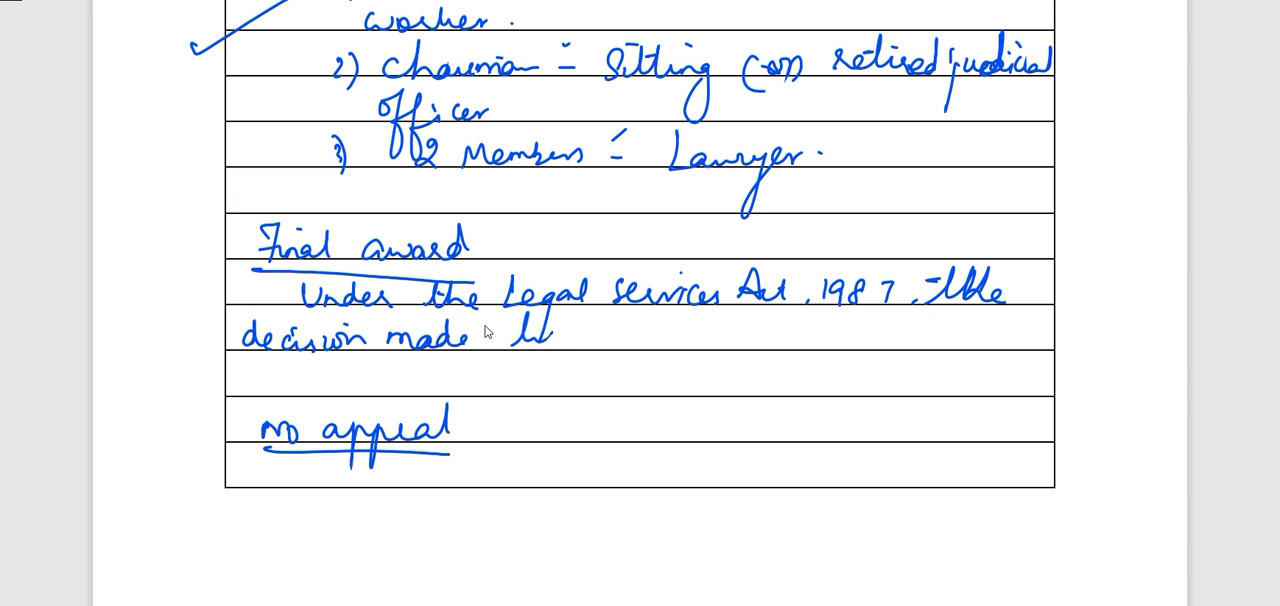 worker.
2) Chairman = Sitting (or) retired judicial
officer
3) 2 Members = Lawyer.
Final award
Under the Legal services Act, 1987, the
decision made
No appeal